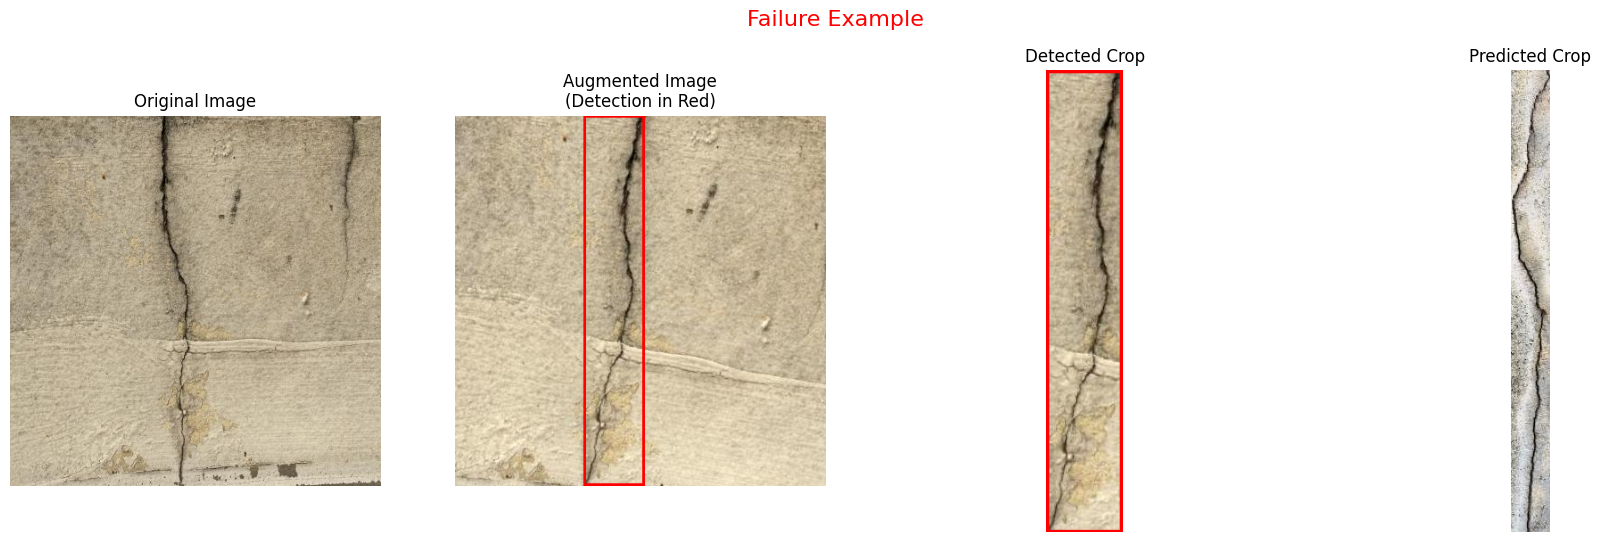 Failure Example
Original Image
Augmented Image
(Detection in Red)
Detected Crop
Predicted Crop